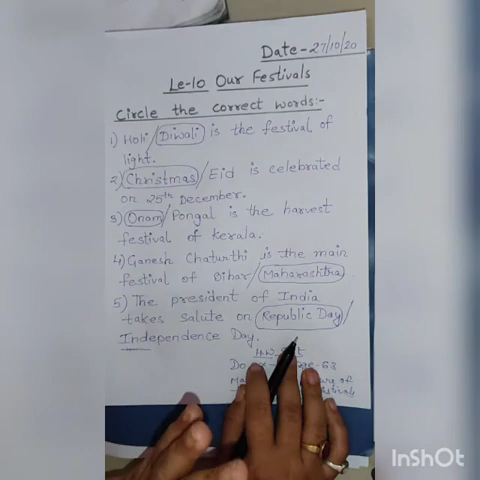 Date - 27/10/20
Le-10 Our Festivals
Circle the correct words:-
1) Holi/Diwali is the festival of
light.
2) Christmas/Eid is celebrated
on 25th December.
3) Onam/Pongal is the harvest
festival of Kerala.
4) Ganesh Chaturthi is the main
festival of Bihar/Maharashtra.
5) The president of India
takes salute on Republic Day/
Independence Day.
H.W.
Do 63
of
InShOt